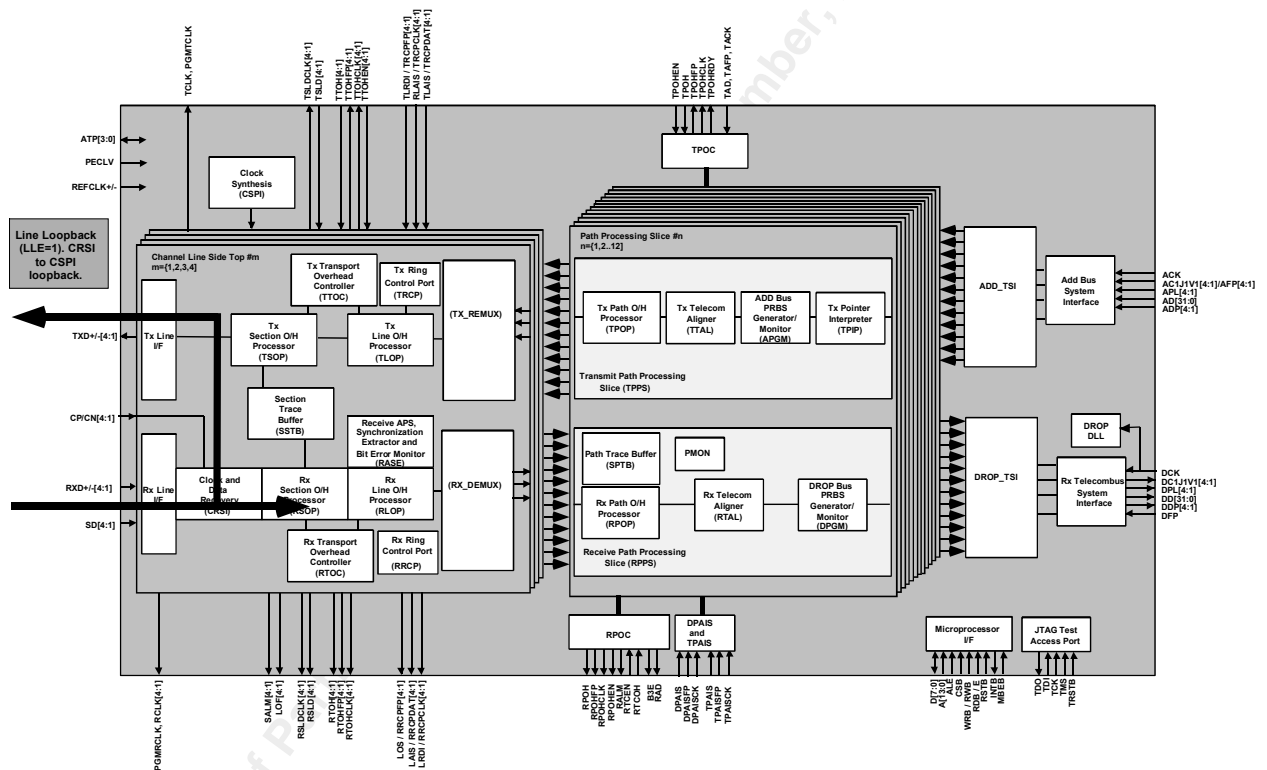 mber,
of Pa
TCLK, PGMTCLK
TSLDCLK[4:1]
TSLD[4:1]
TTOH[4:1]
TTOHFP[4:1]
TTOHCLK[4:1]
TTOHEN[4:1]
TLRDI / TRCPFP[4:1]
RLAIS / TRCPCLK[4:1]
TLAIS / TRCPDAT[4:1]
TPOHEN
TPOH
TPOHFP
TPOHCLK
TPOHRDY
TAD, TAFP, TACK
ATP[3:0]
PECLV
REFCLK+/-
Clock
Synthesis
(CSPI)
TPOC
Line Loopback
(LLE=1). CRSI
to CSPI
loopback.
Channel Line Side Top #m
m={1,2,3,4}
Tx Transport
Overhead
Controller
(TTOC)
Tx Ring
Control Port
(TRCP)
(TX_REMUX)
Tx Line
I/F
Tx
Section O/H
Processor
(TSOP)
Tx
Line O/H
Processor
(TLOP)
TXD+/-[4:1]
Section
Trace
Buffer
(SSTB)
Receive APS,
Synchronization
Extractor and
Bit Error Monitor
(RASE)
CP/CN[4:1]
RXD+/-[4:1]
SD[4:1]
Rx Line
I/F
Clock and
Data
Recovery
(CRSI)
Rx
Section O/H
Processor
(RSOP)
Rx
Line O/H
Processor
(RLOP)
(RX_DEMUX)
Rx Transport
Overhead
Controller
(RTOC)
Rx Ring
Control Port
(RRCP)
Path Processing Slice #n
n={1,2..12}
Tx Path O/H
Processor
(TPOP)
Tx Telecom
Aligner
(TTAL)
ADD Bus
PRBS
Generator/
Monitor
(APGM)
Tx Pointer
Interpreter
(TPIP)
Transmit Path Processing
Slice (TPPS)
Path Trace Buffer
(SPTB)
PMON
Rx Path O/H
Processor
(RPOP)
Rx Telecom
Aligner
(RTAL)
DROP Bus
PRBS
Generator/
Monitor
(DPGM)
Receive Path Processing
Slice (RPPS)
ADD_TSI
Add Bus
System
Interface
ACK
AC1J1V1[4:1]/AFP[4:1]
APL[4:1]
AD[31:0]
ADP[4:1]
DROP_TSI
DROP
DLL
Rx Telecombus
System
Interface
DCK
DC1J1V1[4:1]
DPL[4:1]
DD[31:0]
DDP[4:1]
DFP
RPOC
DPAIS
and
TPAIS
Microprocessor
I/F
JTAG Test
Access Port
PGMRCLK, RCLK[4:1]
SALM[4:1]
LOF[4:1]
RSLDCLK[4:1]
RSLD[4:1]
RTOH[4:1]
RTOHFP[4:1]
RTOHCLK[4:1]
LOS / RRCPFP[4:1]
LAIS / RRCPDAT[4:1]
LRDI / RRCPCLK[4:1]
RPOH
RPOHFP
RPOHCLK
RPOHEN
RALM
RTCEN
RTCOH
B3E
RAD
DPAIS
DPAISFP
DPAISCK
TPAIS
TPAISFP
TPAISCK
D[7:0]
A[13:0]
ALE
CSB
WRB / RWB
RDB / E
RSTB
INTB
MBEB
TDO
TDI
TCK
TMS
TRSTB